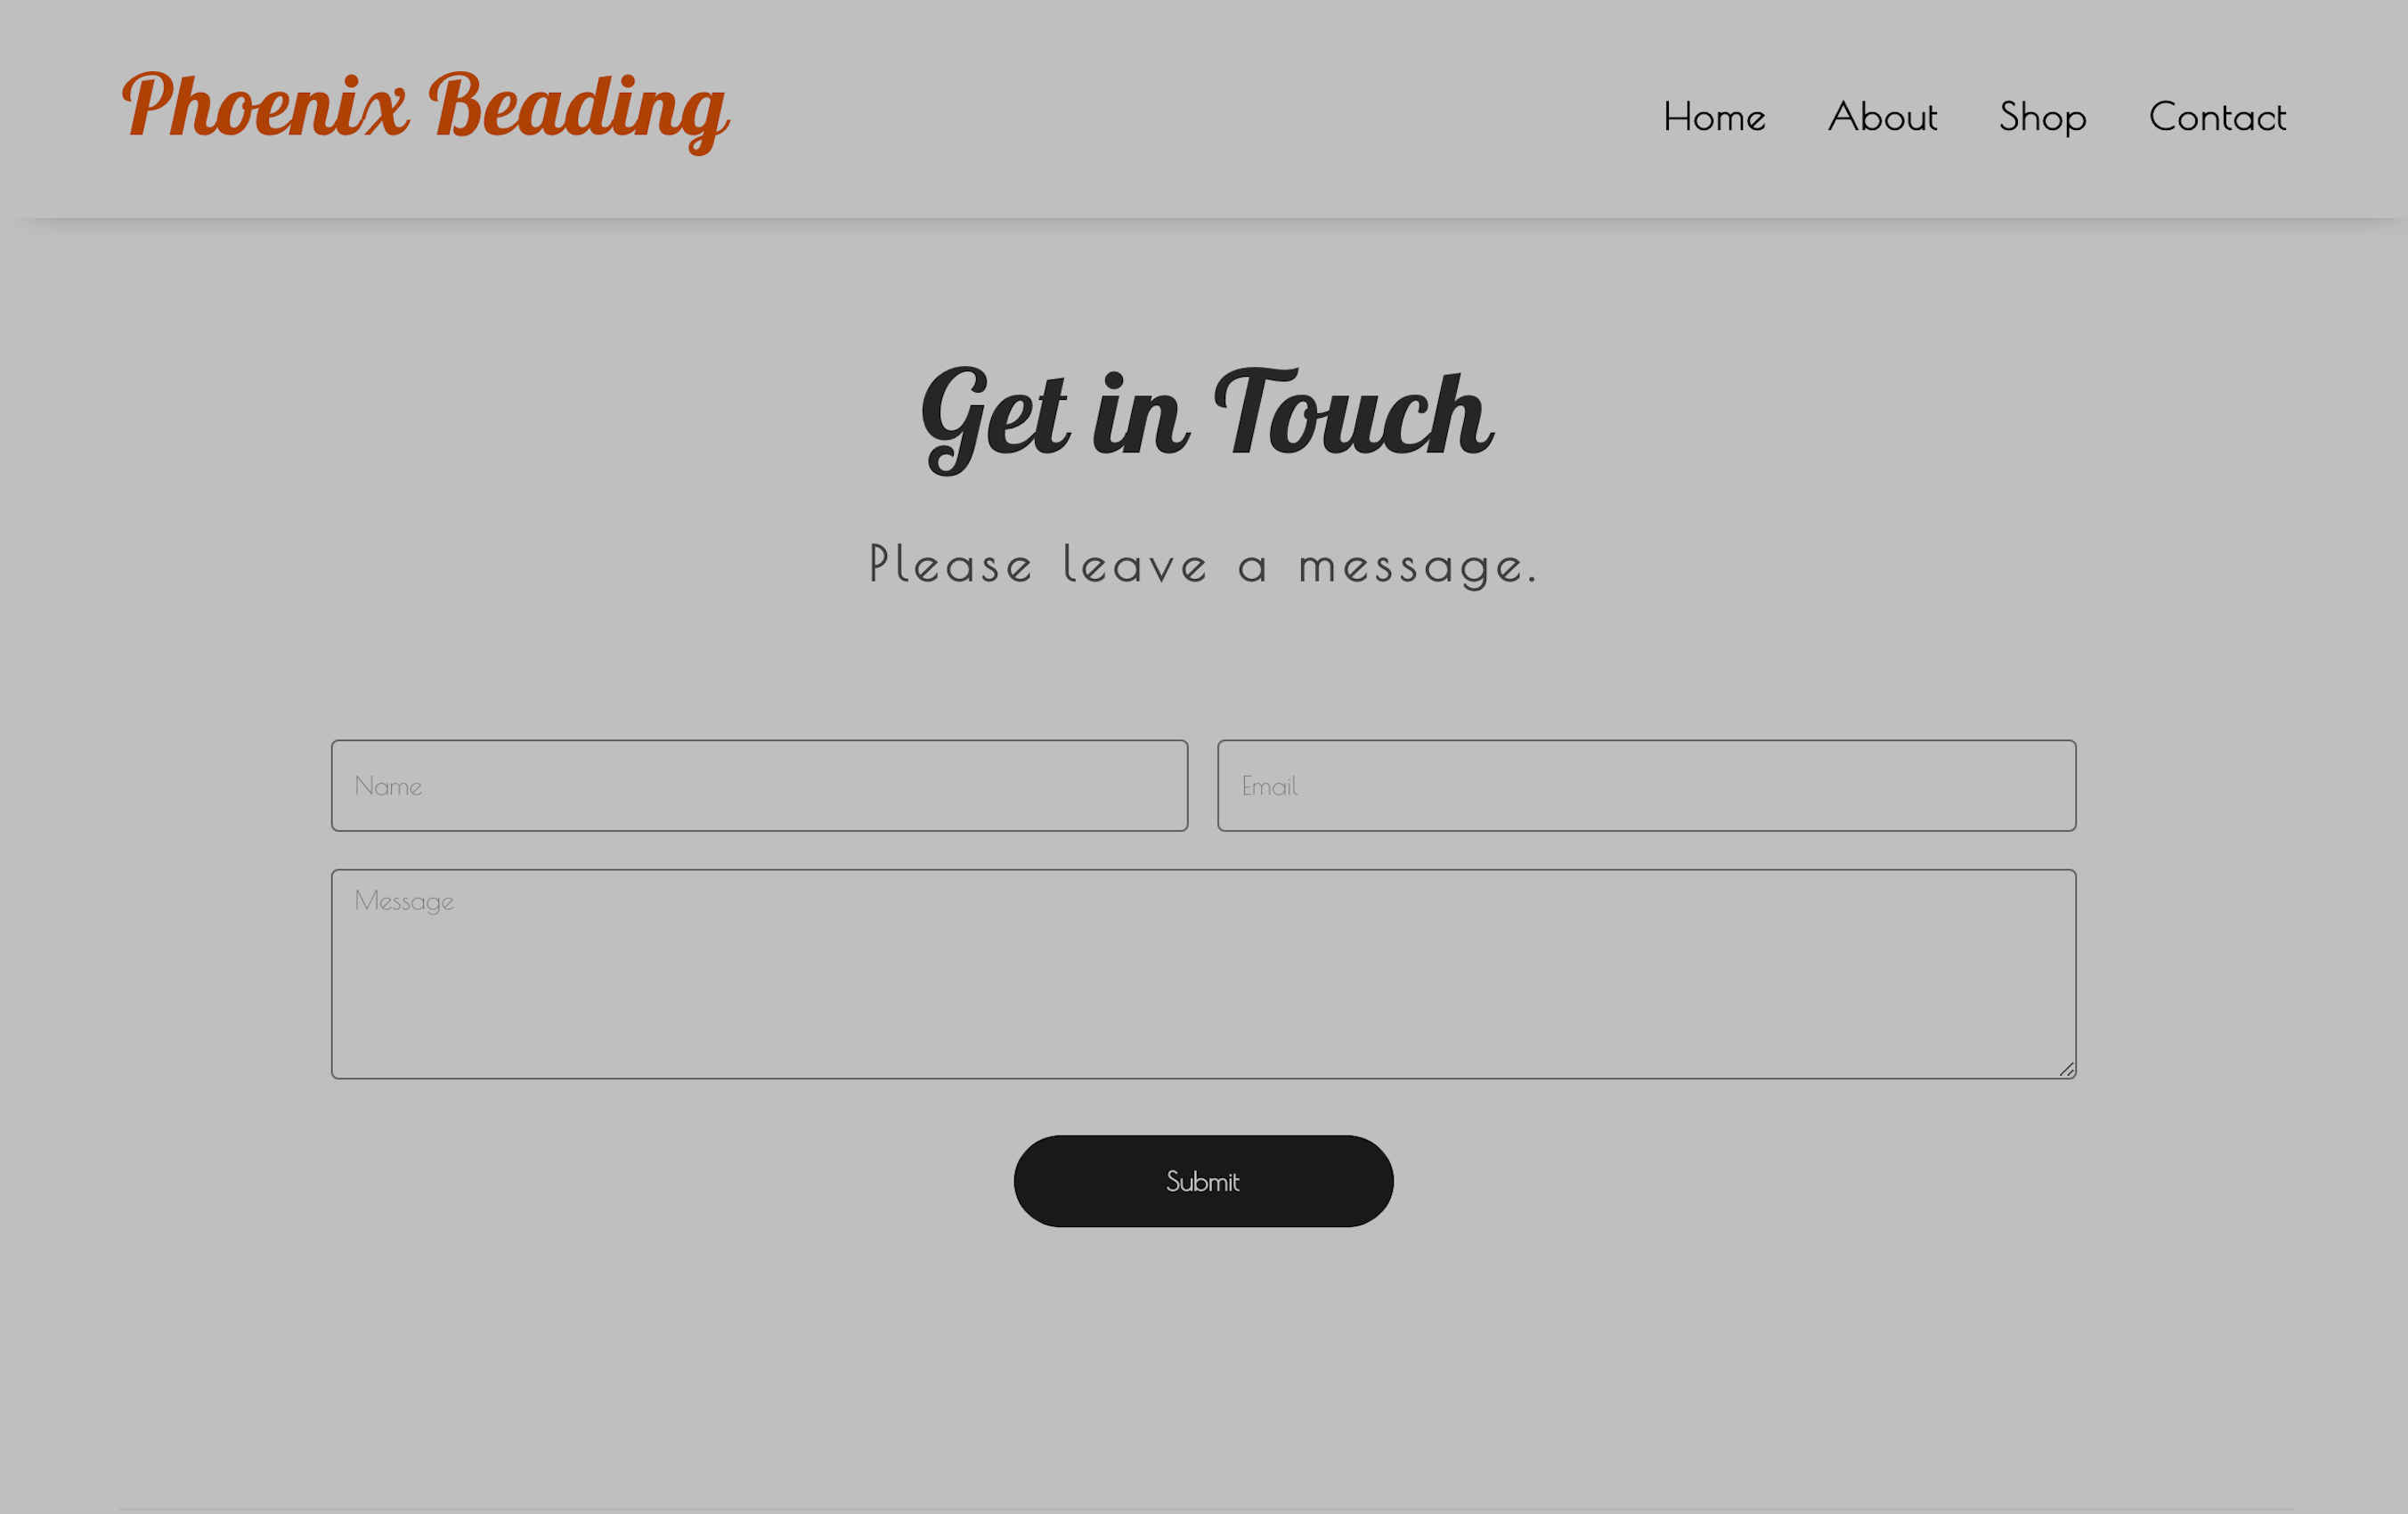 Phoenix Beading
Home About Shop Contact
Get in Touch
Please leave a message.
Name
Email
Message
Submit